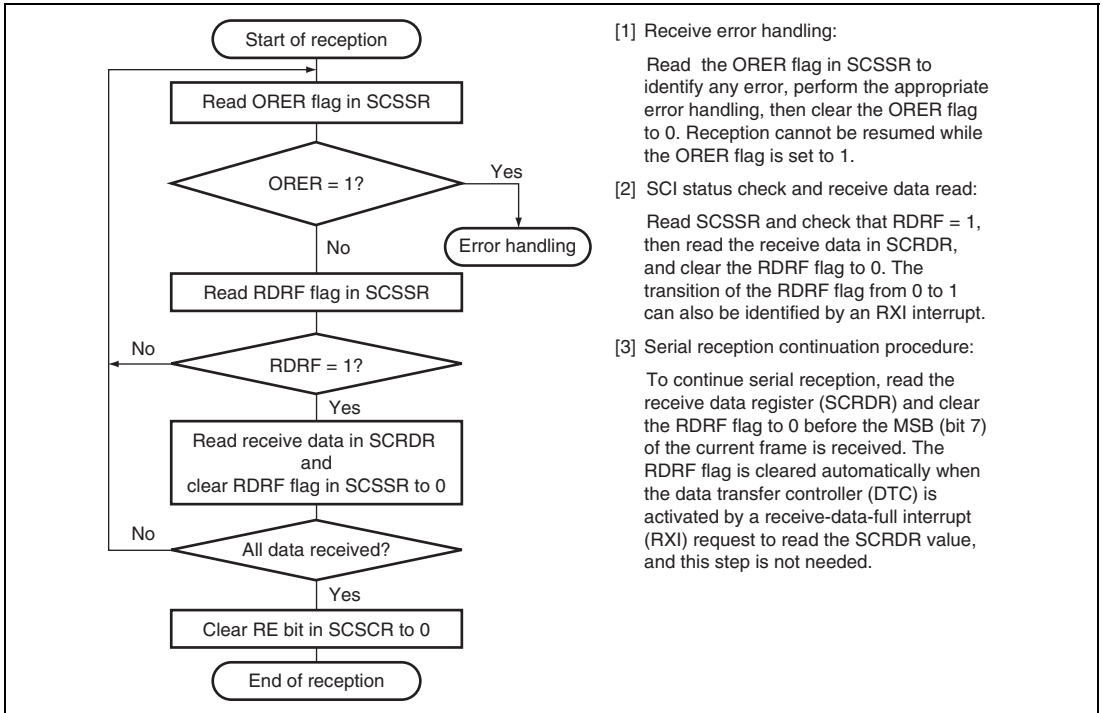 Start of reception
Read ORER flag in SCSSR
ORER = 1?
Yes
Error handling
No
Read RDRF flag in SCSSR
No
RDRF = 1?
Yes
Read receive data in SCRDR
and
clear RDRF flag in SCSSR to 0
No
All data received?
Yes
Clear RE bit in SCSCR to 0
End of reception
[1] Receive error handling:
Read the ORER flag in SCSSR to
identify any error, perform the appropriate
error handling, then clear the ORER flag
to 0. Reception cannot be resumed while
the ORER flag is set to 1.
[2] SCI status check and receive data read:
Read SCSSR and check that RDRF = 1,
then read the receive data in SCRDR,
and clear the RDRF flag to 0. The
transition of the RDRF flag from 0 to 1
can also be identified by an RXI interrupt.
[3] Serial reception continuation procedure:
To continue serial reception, read the
receive data register (SCRDR) and clear
the RDRF flag to 0 before the MSB (bit 7)
of the current frame is received. The
RDRF flag is cleared automatically when
the data transfer controller (DTC) is
activated by a receive-data-full interrupt
(RXI) request to read the SCRDR value,
and this step is not needed.